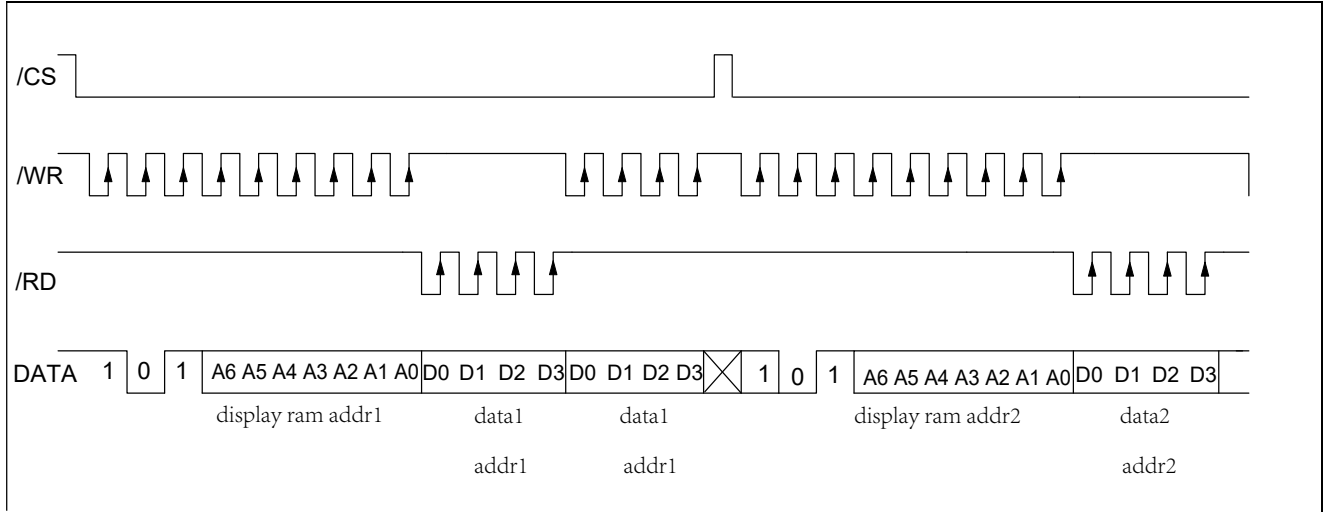 /CS
/WR
/RD
DATA 1 0 1 A6 A5 A4 A3 A2 A1 A0 D0 D1 D2 D3 D0 D1 D2 D3 1 0 1 A6 A5 A4 A3 A2 A1 A0 D0 D1 D2 D3
display ram addr1 data1 data1 display ram addr2 data2
addr1 addr1 addr2